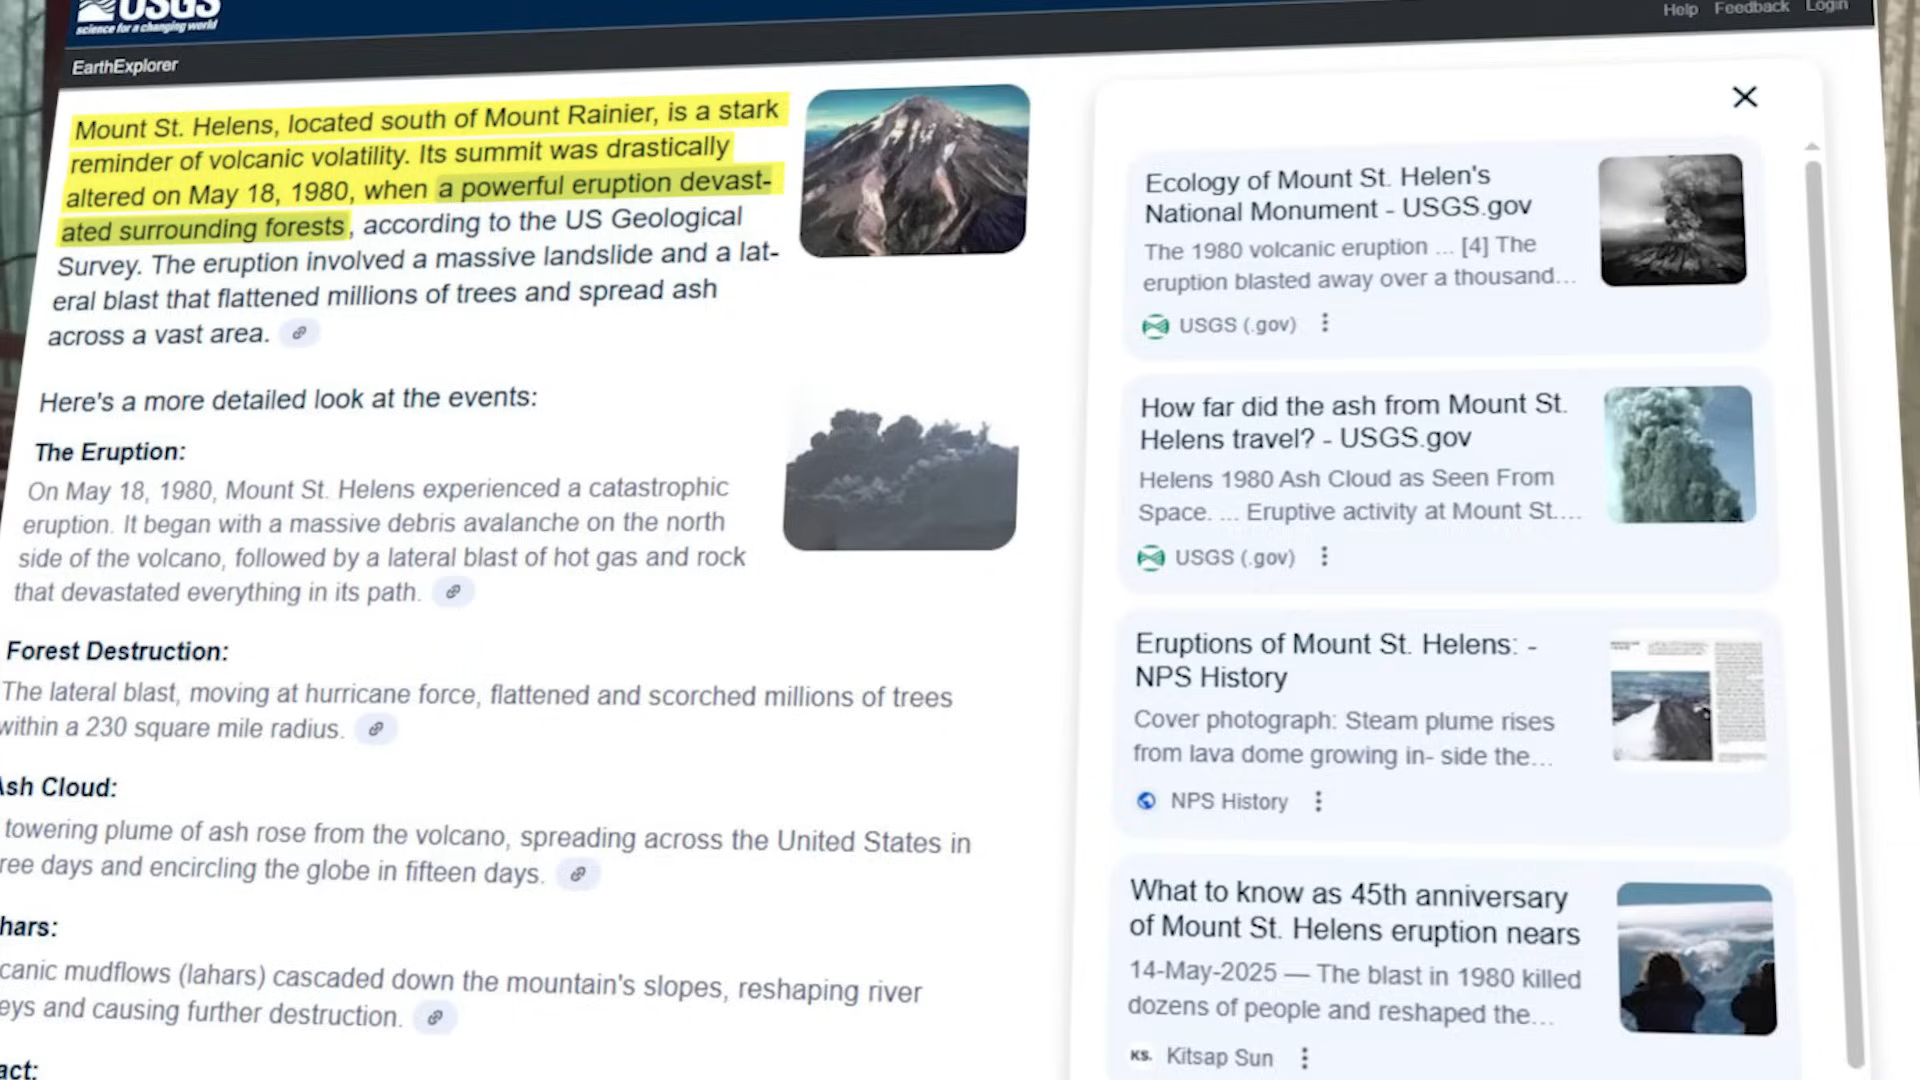 USGS
science for a changing world
Help Feedback Login
EarthExplorer
Mount St. Helens, located south of Mount Rainier, is a stark
reminder of volcanic volatility. Its summit was drastically
altered on May 18, 1980, when a powerful eruption devast-
ated surrounding forests, according to the US Geological
Survey. The eruption involved a massive landslide and a lat-
eral blast that flattened millions of trees and spread ash
across a vast area.
Here's a more detailed look at the events:
The Eruption:
On May 18, 1980, Mount St. Helens experienced a catastrophic
eruption. It began with a massive debris avalanche on the north
side of the volcano, followed by a lateral blast of hot gas and rock
that devastated everything in its path.
Forest Destruction:
The lateral blast, moving at hurricane force, flattened and scorched millions of trees
within a 230 square mile radius.
Ash Cloud:
towering plume of ash rose from the volcano, spreading across the United States in
ree days and encircling the globe in fifteen days.
hars:
canic mudflows (lahars) cascaded down the mountain's slopes, reshaping river
eys and causing further destruction.
act:
Ecology of Mount St. Helen's
National Monument - USGS.gov
The 1980 volcanic eruption ... [4] The
eruption blasted away over a thousand...
USGS (.gov)
How far did the ash from Mount St.
Helens travel? - USGS.gov
Helens 1980 Ash Cloud as Seen From
Space. ... Eruptive activity at Mount St....
USGS (.gov)
Eruptions of Mount St. Helens: -
NPS History
Cover photograph: Steam plume rises
from lava dome growing in- side the...
NPS History
What to know as 45th anniversary
of Mount St. Helens eruption nears
14-May-2025 — The blast in 1980 killed
dozens of people and reshaped the...
KS. Kitsap Sun